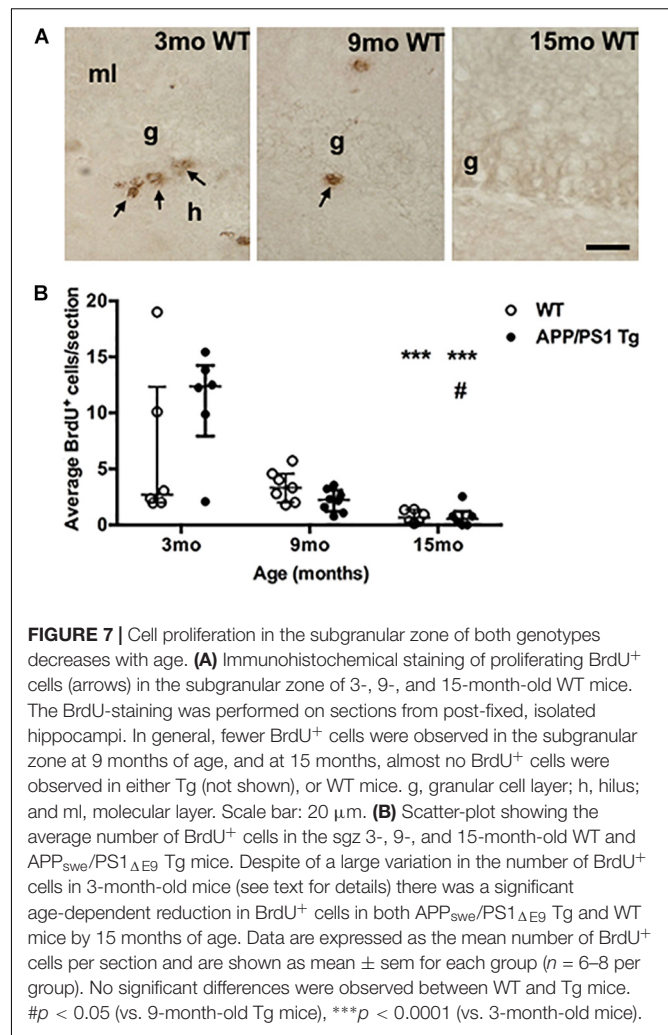 A
3mo WT
9mo WT
15mo WT
ml
g
h
g
g
B
20
15
10
5
0
Average BrdU⁺ cells/section
WT
APP/PS1 Tg
*** ***
#
3mo 9mo 15mo
Age (months)
FIGURE 7 | Cell proliferation in the subgranular zone of both genotypes
decreases with age. (A) Immunohistochemical staining of proliferating BrdU⁺
cells (arrows) in the subgranular zone of 3-, 9-, and 15-month-old WT mice.
The BrdU-staining was performed on sections from post-fixed, isolated
hippocampi. In general, fewer BrdU⁺ cells were observed in the subgranular
zone at 9 months of age, and at 15 months, almost no BrdU⁺ cells were
observed in either Tg (not shown), or WT mice. g, granular cell layer; h, hilus;
and ml, molecular layer. Scale bar: 20 μm. (B) Scatter-plot showing the
average number of BrdU⁺ cells in the sgz 3-, 9-, and 15-month-old WT and
APPswe/PS1ΔE9 Tg mice. Despite of a large variation in the number of BrdU⁺
cells in 3-month-old mice (see text for details) there was a significant
age-dependent reduction in BrdU⁺ cells in both APPswe/PS1ΔE9 Tg and WT
mice by 15 months of age. Data are expressed as the mean number of BrdU⁺
cells per section and are shown as mean ± sem for each group (n = 6–8 per
group). No significant differences were observed between WT and Tg mice.
#p < 0.05 (vs. 9-month-old Tg mice), ***p < 0.0001 (vs. 3-month-old mice).